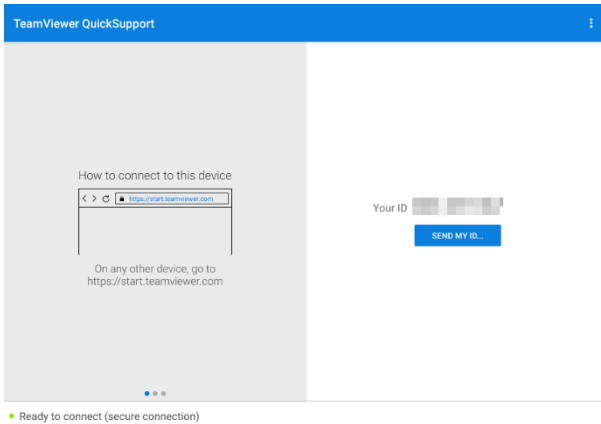 TeamViewer QuickSupport
How to connect to this device
https://start.teamviewer.com
On any other device, go to
https://start.teamviewer.com
Your ID
SEND MY ID...
Ready to connect (secure connection)